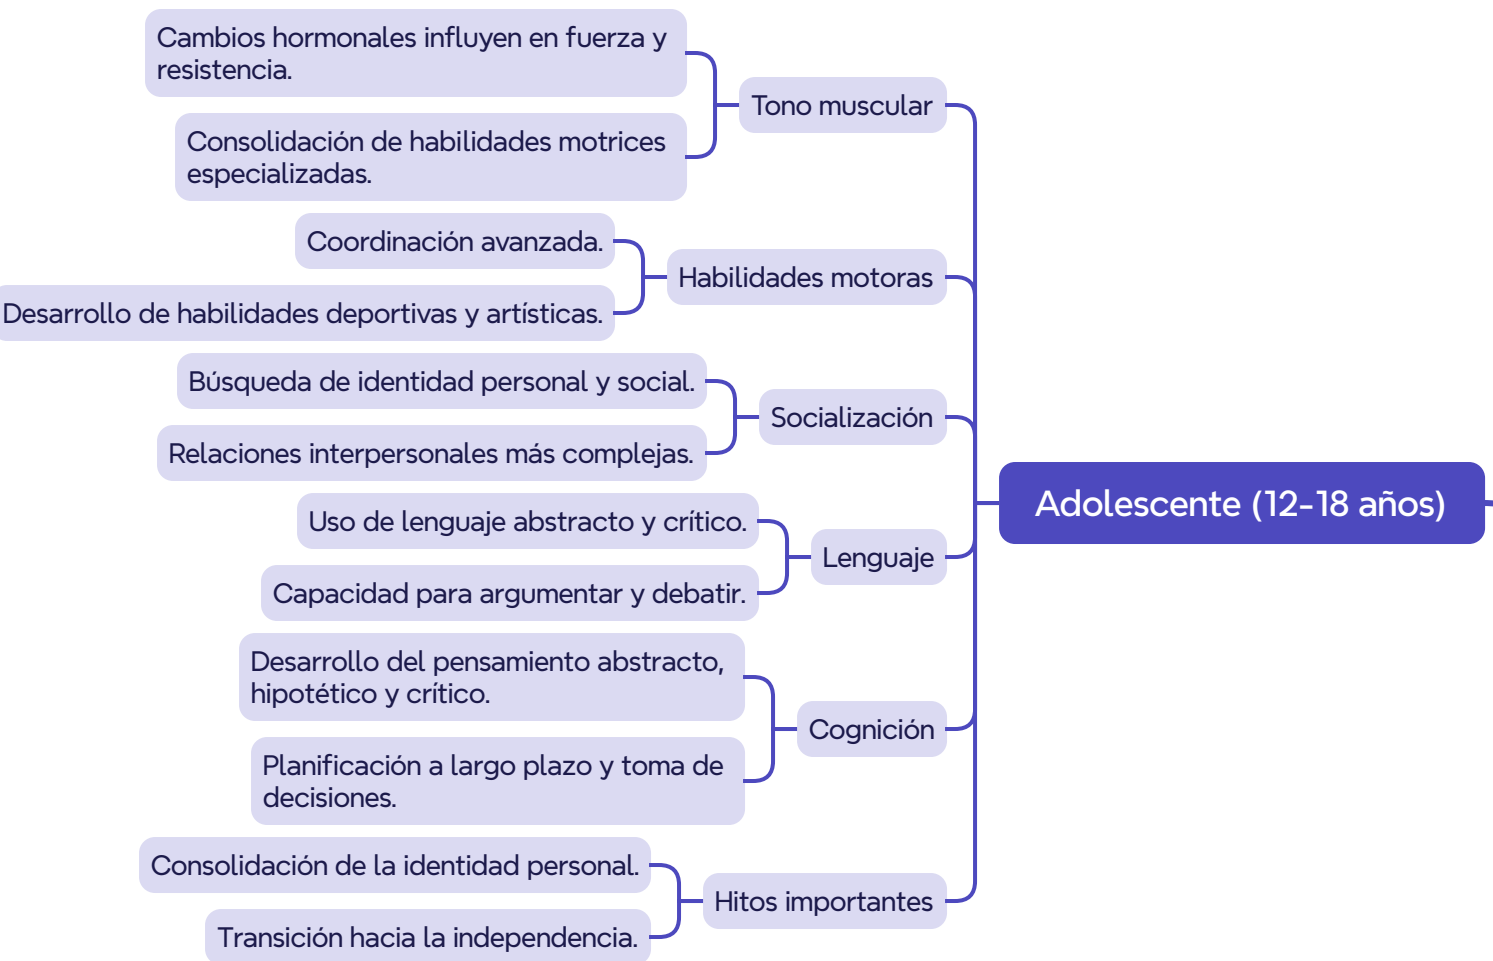 Cambios hormonales influyen en fuerza y
resistencia.
Tono muscular
Consolidación de habilidades motrices
especializadas.
Coordinación avanzada.
Habilidades motoras
Desarrollo de habilidades deportivas y artísticas.
Búsqueda de identidad personal y social.
Socialización
Relaciones interpersonales más complejas.
Adolescente (12-18 años)
Uso de lenguaje abstracto y crítico.
Lenguaje
Capacidad para argumentar y debatir.
Desarrollo del pensamiento abstracto,
hipotético y crítico.
Cognición
Planificación a largo plazo y toma de
decisiones.
Consolidación de la identidad personal.
Hitos importantes
Transición hacia la independencia.